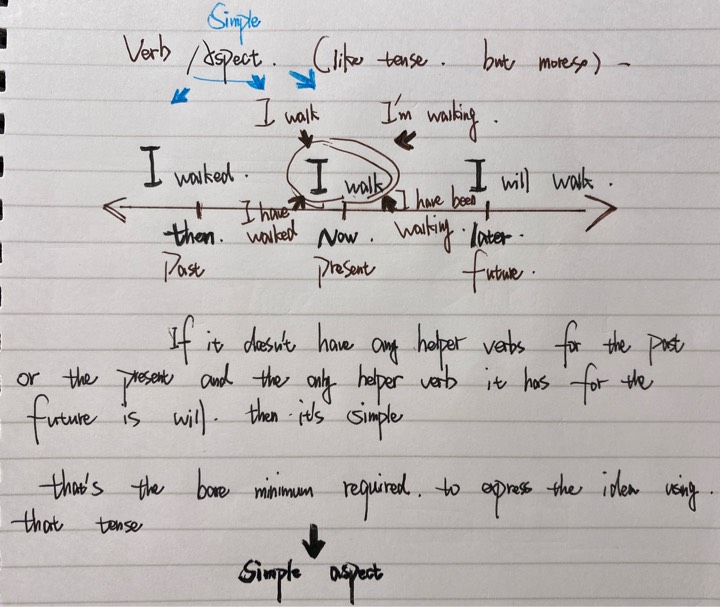 Simple
Verb / Aspect. (like tense. but moreso) -
I walk I'm walking.
I walked. I walk I will walk.
I have walked I have been walking.
then. Now. later.
Past present future.
If it doesn't have any helper verbs for the past
or the present and the only helper verb it has for the
future is will. then it's simple
that's the bare minimum required. to express the idea using.
that tense
Simple aspect